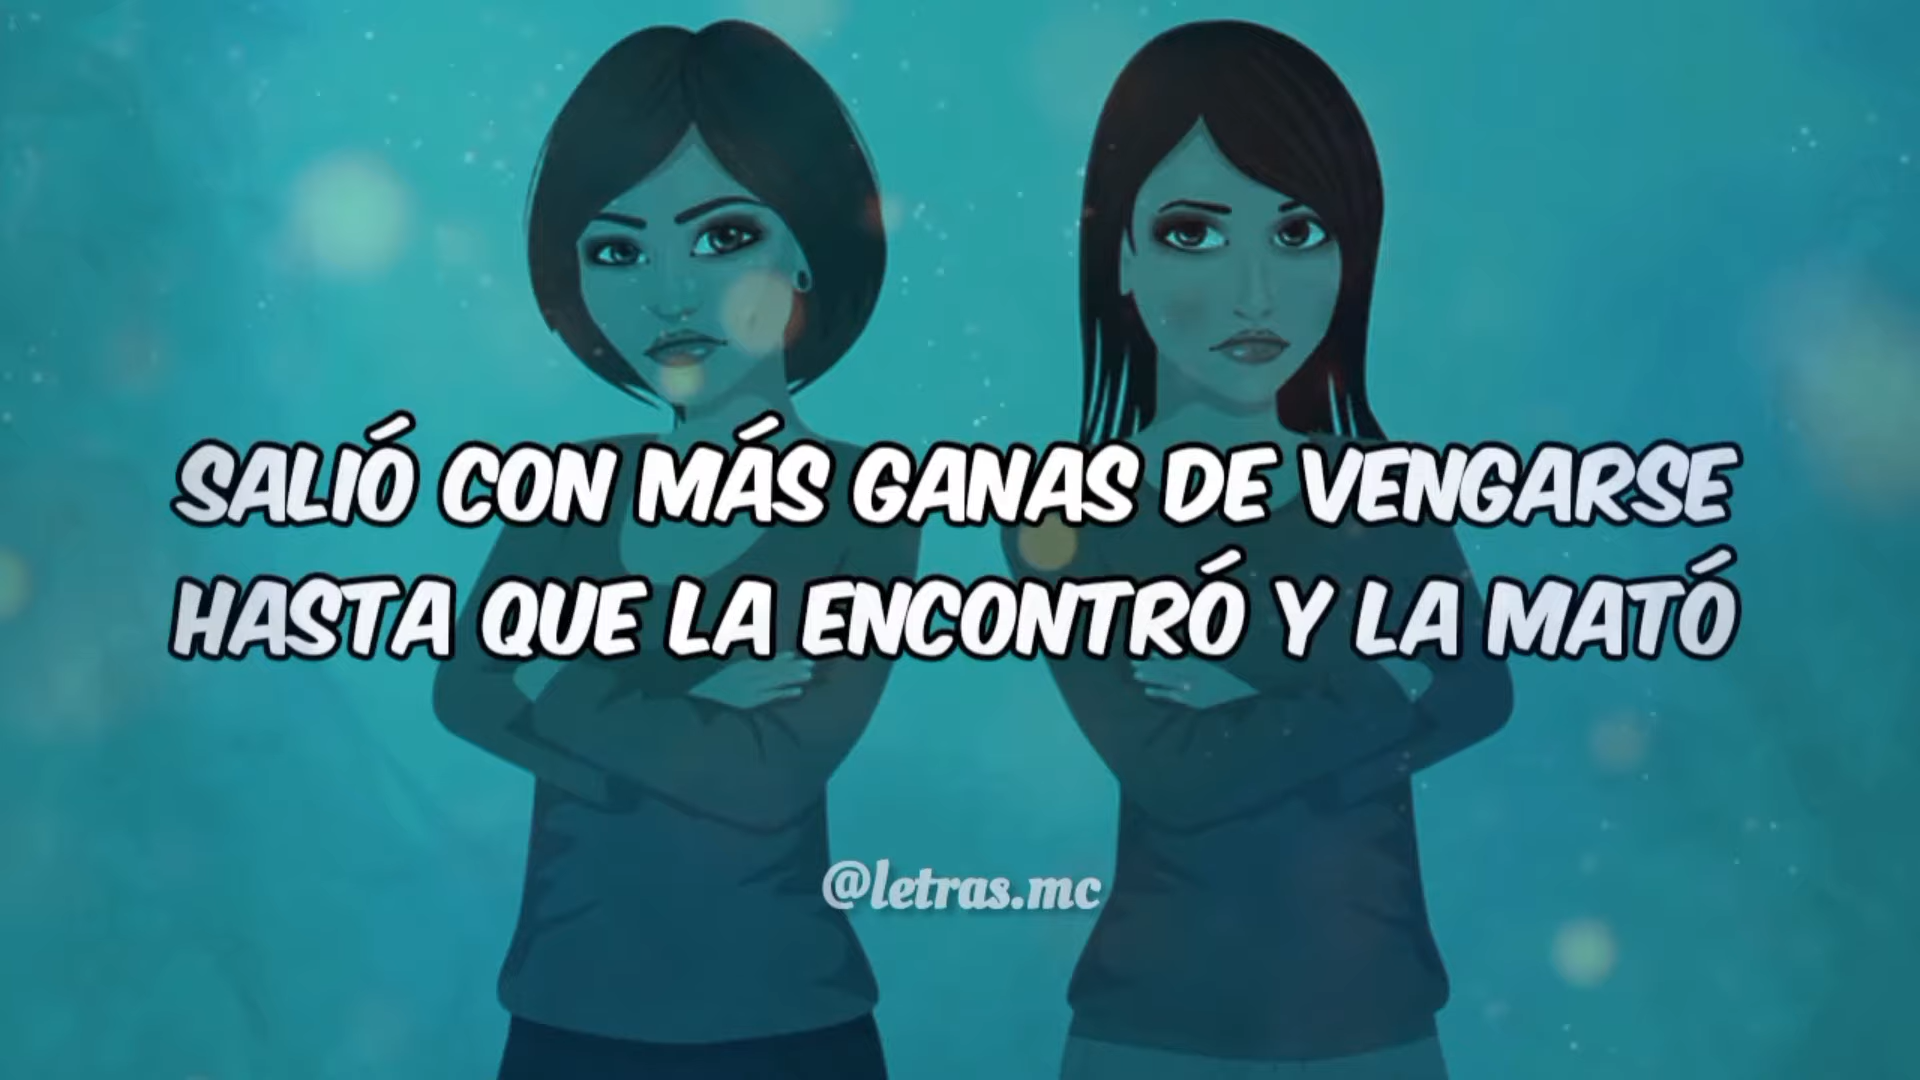 SALIÓ CON MÁS GANAS DE VENGARSE
HASTA QUE LA ENCONTRÓ Y LA MATÓ
@letras.mc